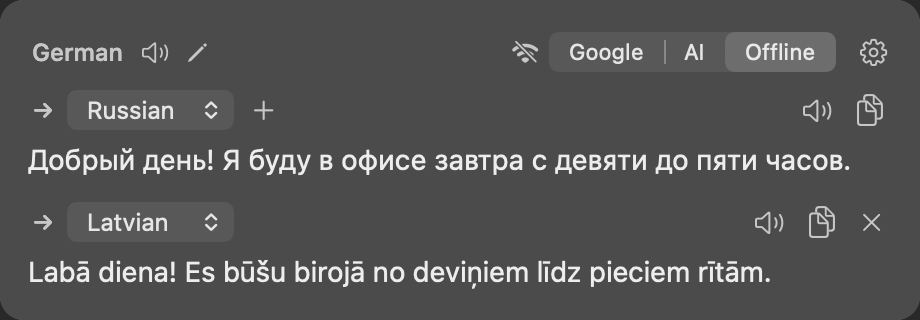 German
Google
AI
Offline
Russian
Добрый день! Я буду в офисе завтра с девяти до пяти часов.
Latvian
Labā diena! Es būšu birojā no deviņiem līdz pieciem rītām.